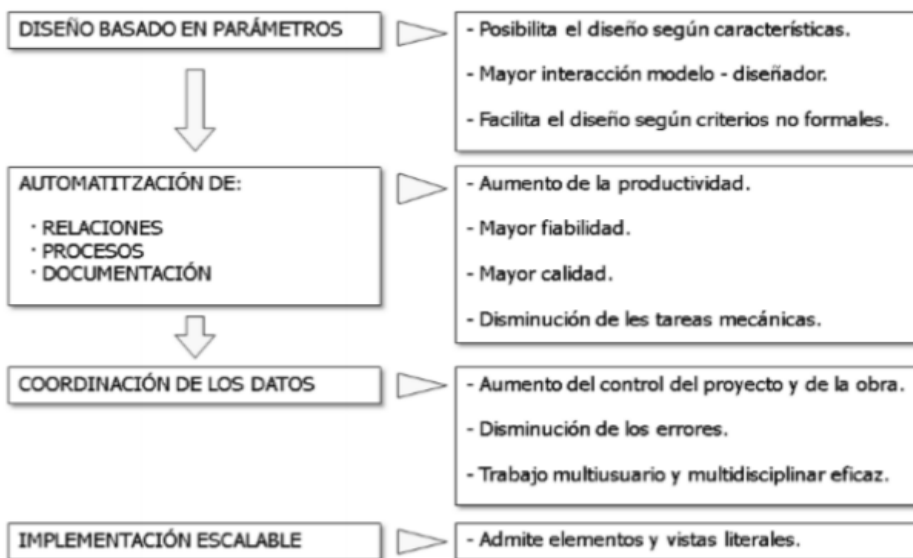 DISEÑO BASADO EN PARÁMETROS
- Posibilita el diseño según características.
- Mayor interacción modelo - diseñador.
- Facilita el diseño según criterios no formales.
AUTOMATITZACIÓN DE:
· RELACIONES
· PROCESOS
· DOCUMENTACIÓN
- Aumento de la productividad.
- Mayor fiabilidad.
- Mayor calidad.
- Disminución de les tareas mecánicas.
COORDINACIÓN DE LOS DATOS
- Aumento del control del proyecto y de la obra.
- Disminución de los errores.
- Trabajo multiusuario y multidisciplinar eficaz.
IMPLEMENTACIÓN ESCALABLE
- Admite elementos y vistas literales.